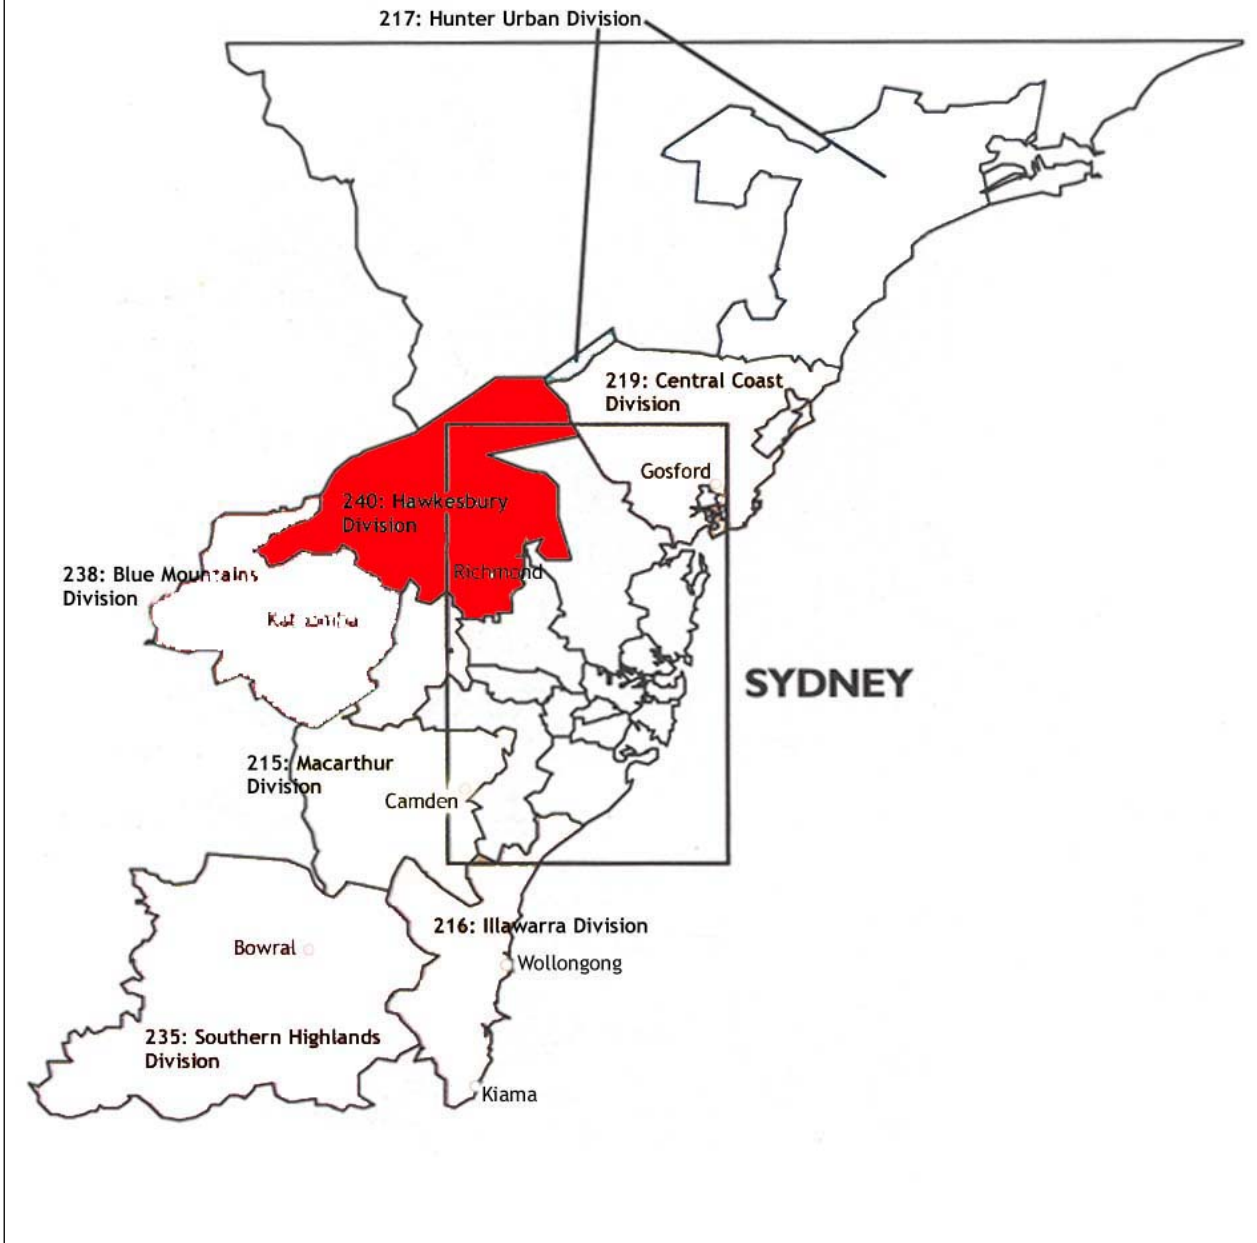 217: Hunter Urban Division
219: Central Coast
Division
Gosford
240: Hawkesbury
Division
Richmond
238: Blue Mountains
Division
SYDNEY
215: Macarthur
Division
Camden
216: Illawarra Division
Bowral
Wollongong
235: Southern Highlands
Division
Kiama